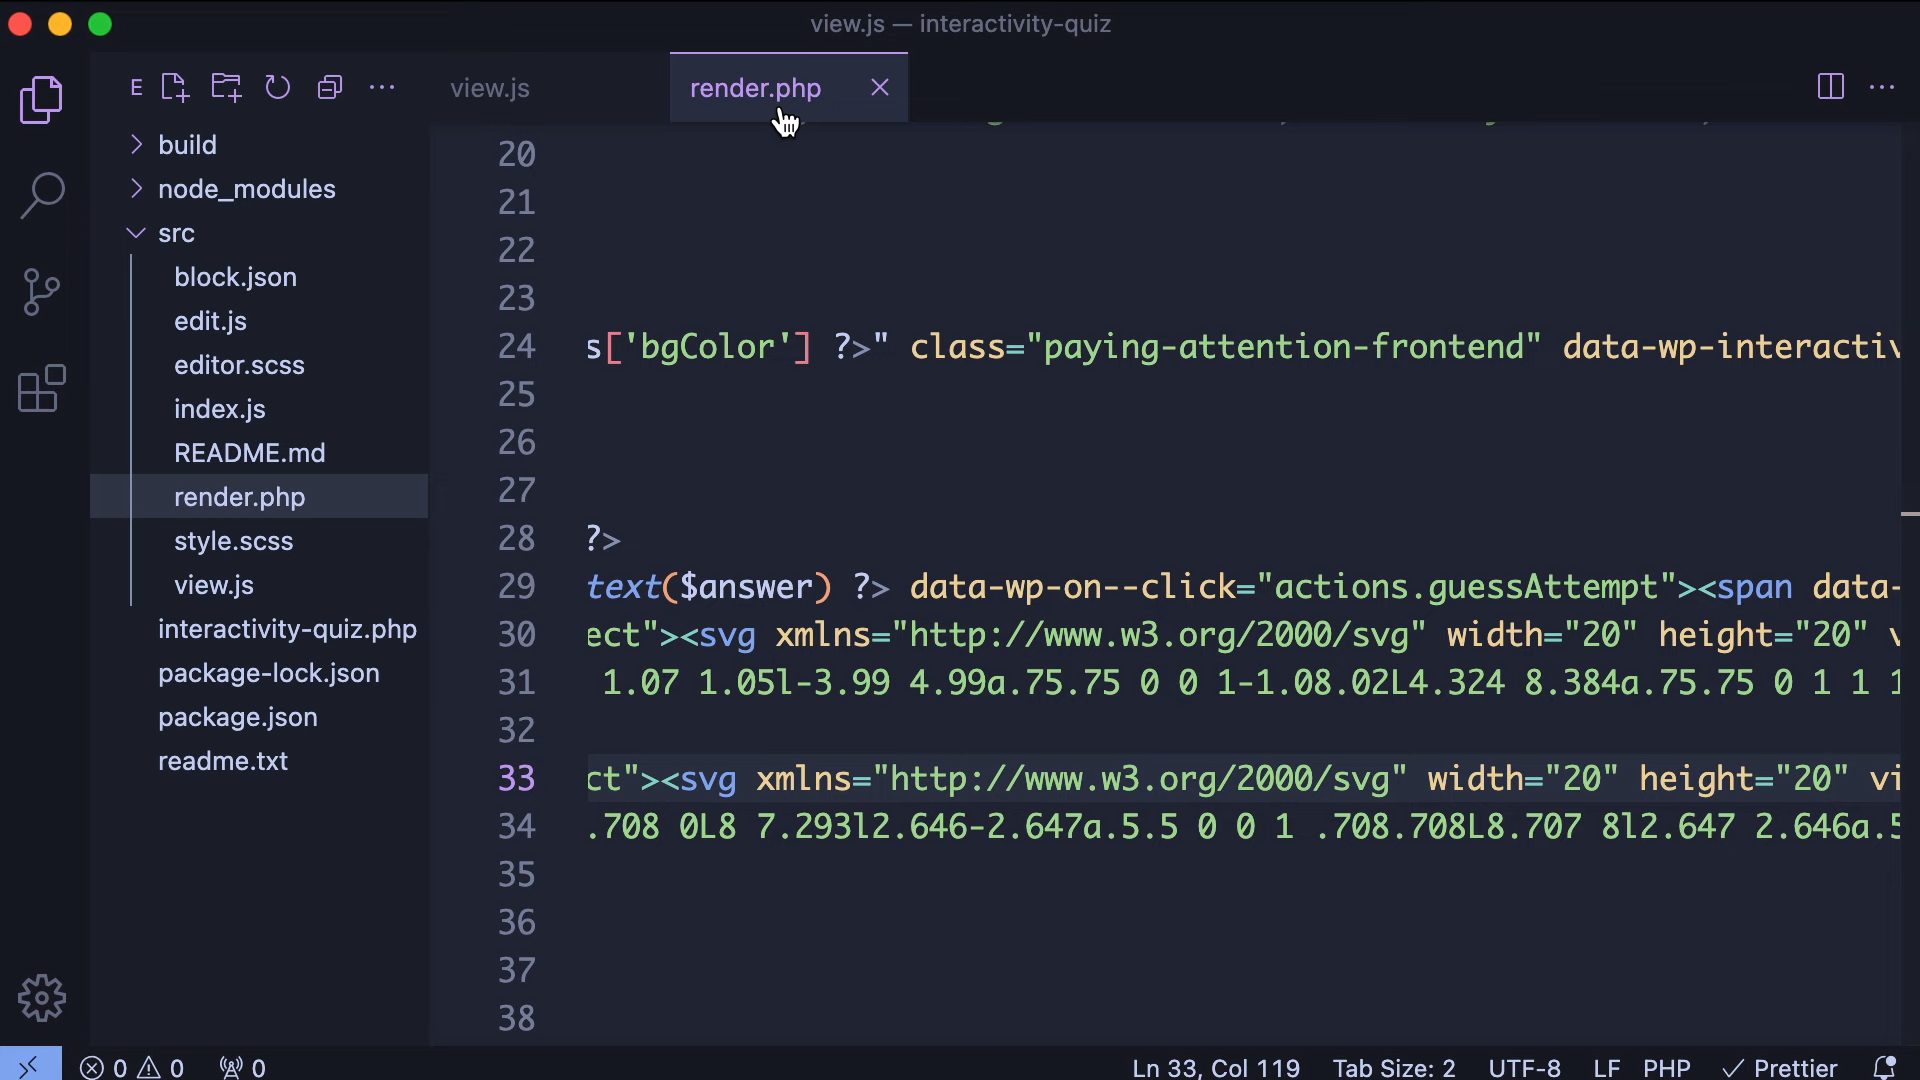 view.js — interactivity-quiz
E
view.js
render.php
build
node_modules
src
block.json
edit.js
editor.scss
index.js
README.md
render.php
style.scss
view.js
interactivity-quiz.php
package-lock.json
package.json
readme.txt
20
21
22
23
24 s['bgColor'] ?>" class="paying-attention-frontend" data-wp-interactiv
25
26
27
28 ?>
29 text($answer) ?> data-wp-on--click="actions.guessAttempt"><span data-
30 ect"><svg xmlns="http://www.w3.org/2000/svg" width="20" height="20" v
31 1.07 1.05l-3.99 4.99a.75.75 0 0 1-1.08.02L4.324 8.384a.75.75 0 1 1 1
32
33 ct"><svg xmlns="http://www.w3.org/2000/svg" width="20" height="20" vi
34 .708 0L8 7.293l2.646-2.647a.5.5 0 0 1 .708.708L8.707 8l2.647 2.646a.5
35
36
37
38
0 0 0 Ln 33, Col 119 Tab Size: 2 UTF-8 LF PHP Prettier